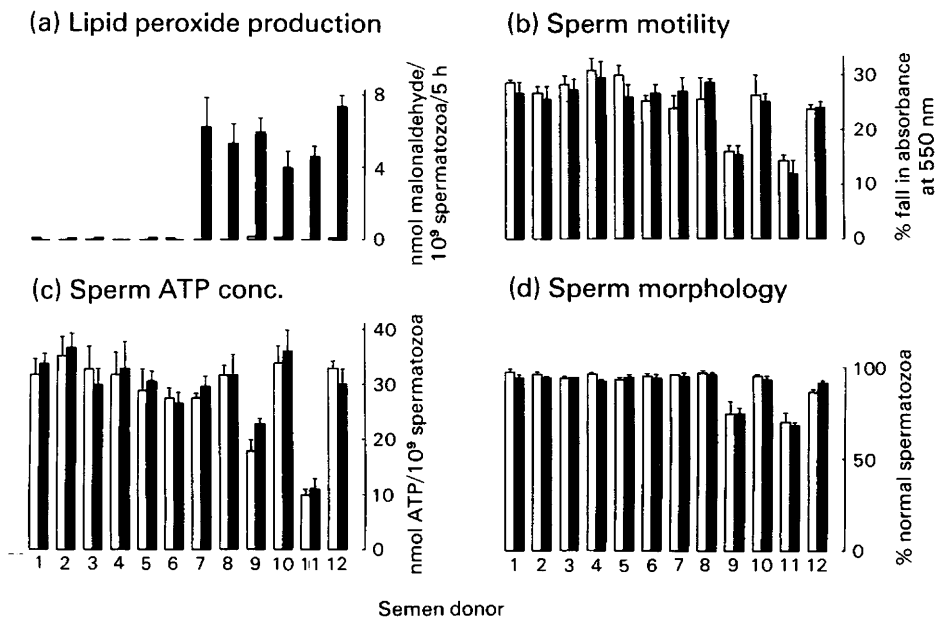 (a) Lipid peroxide production
8
4
0
nmol malonaldehyde/
10⁹ spermatozoa/5 h
(b) Sperm motility
30
20
10
0
% fall in absorbance
at 550 nm
(c) Sperm ATP conc.
40
30
20
10
0
nmol ATP/10⁹ spermatozoa
1 2 3 4 5 6 7 8 9 10 11 12
(d) Sperm morphology
100
50
0
% normal spermatozoa
1 2 3 4 5 6 7 8 9 10 11 12
Semen donor